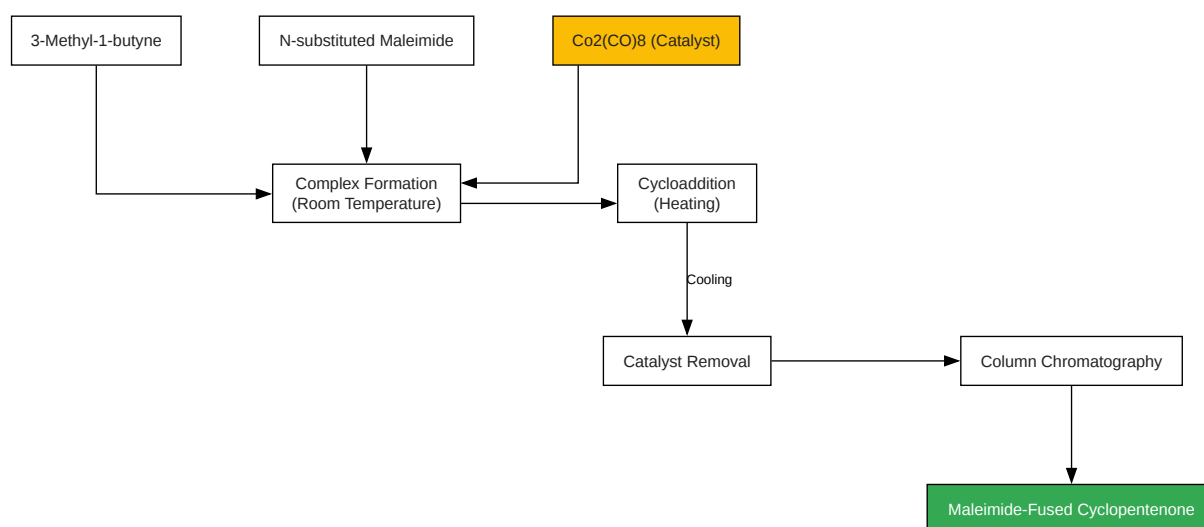 3-Methyl-1-butyne
N-substituted Maleimide
Co2(CO)8 (Catalyst)
Complex Formation
(Room Temperature)
Cycloaddition
(Heating)
Cooling
Catalyst Removal
Column Chromatography
Maleimide-Fused Cyclopentenone